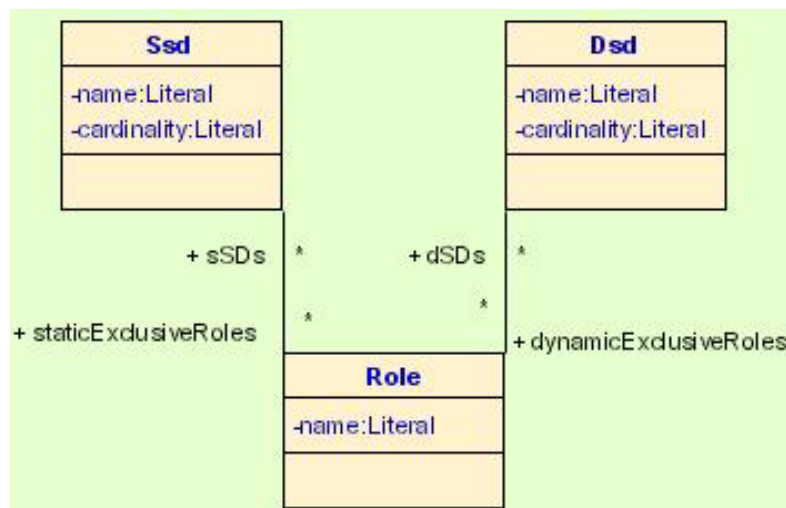 Ssd
-name:Literal
-cardinality:Literal
Dsd
-name:Literal
-cardinality:Literal
+ sSDs *
+ dSDs *
*
*
+ staticExclusiveRoles
+ dynamicExclusiveRoles
Role
-name:Literal